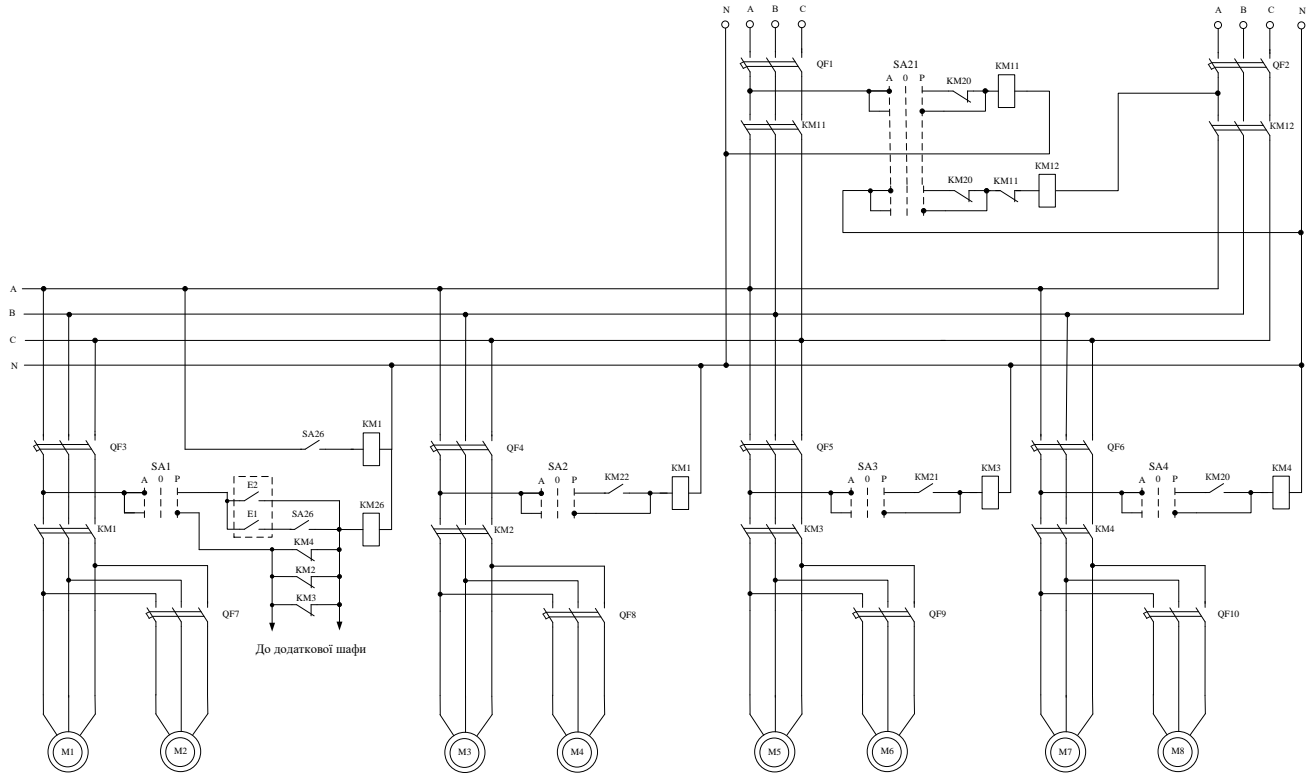 N A B C A B C N
QF1 SA21 KM11 QF2
A 0 P KM20
KM11 KM12
KM12
KM20 KM11
A
B
C
N
KM1
SA26
QF3 QF4 QF5 QF6
SA1 SA2 SA3 SA4
A 0 P E2 A 0 P KM22 KM1 A 0 P KM21 KM3 A 0 P KM20 KM4
E1 SA26 KM26
KM1 KM2 KM3 KM4
KM4
KM2
KM3
QF7 QF8 QF9 QF10
До додаткової шафи
M1 M2 M3 M4 M5 M6 M7 M8